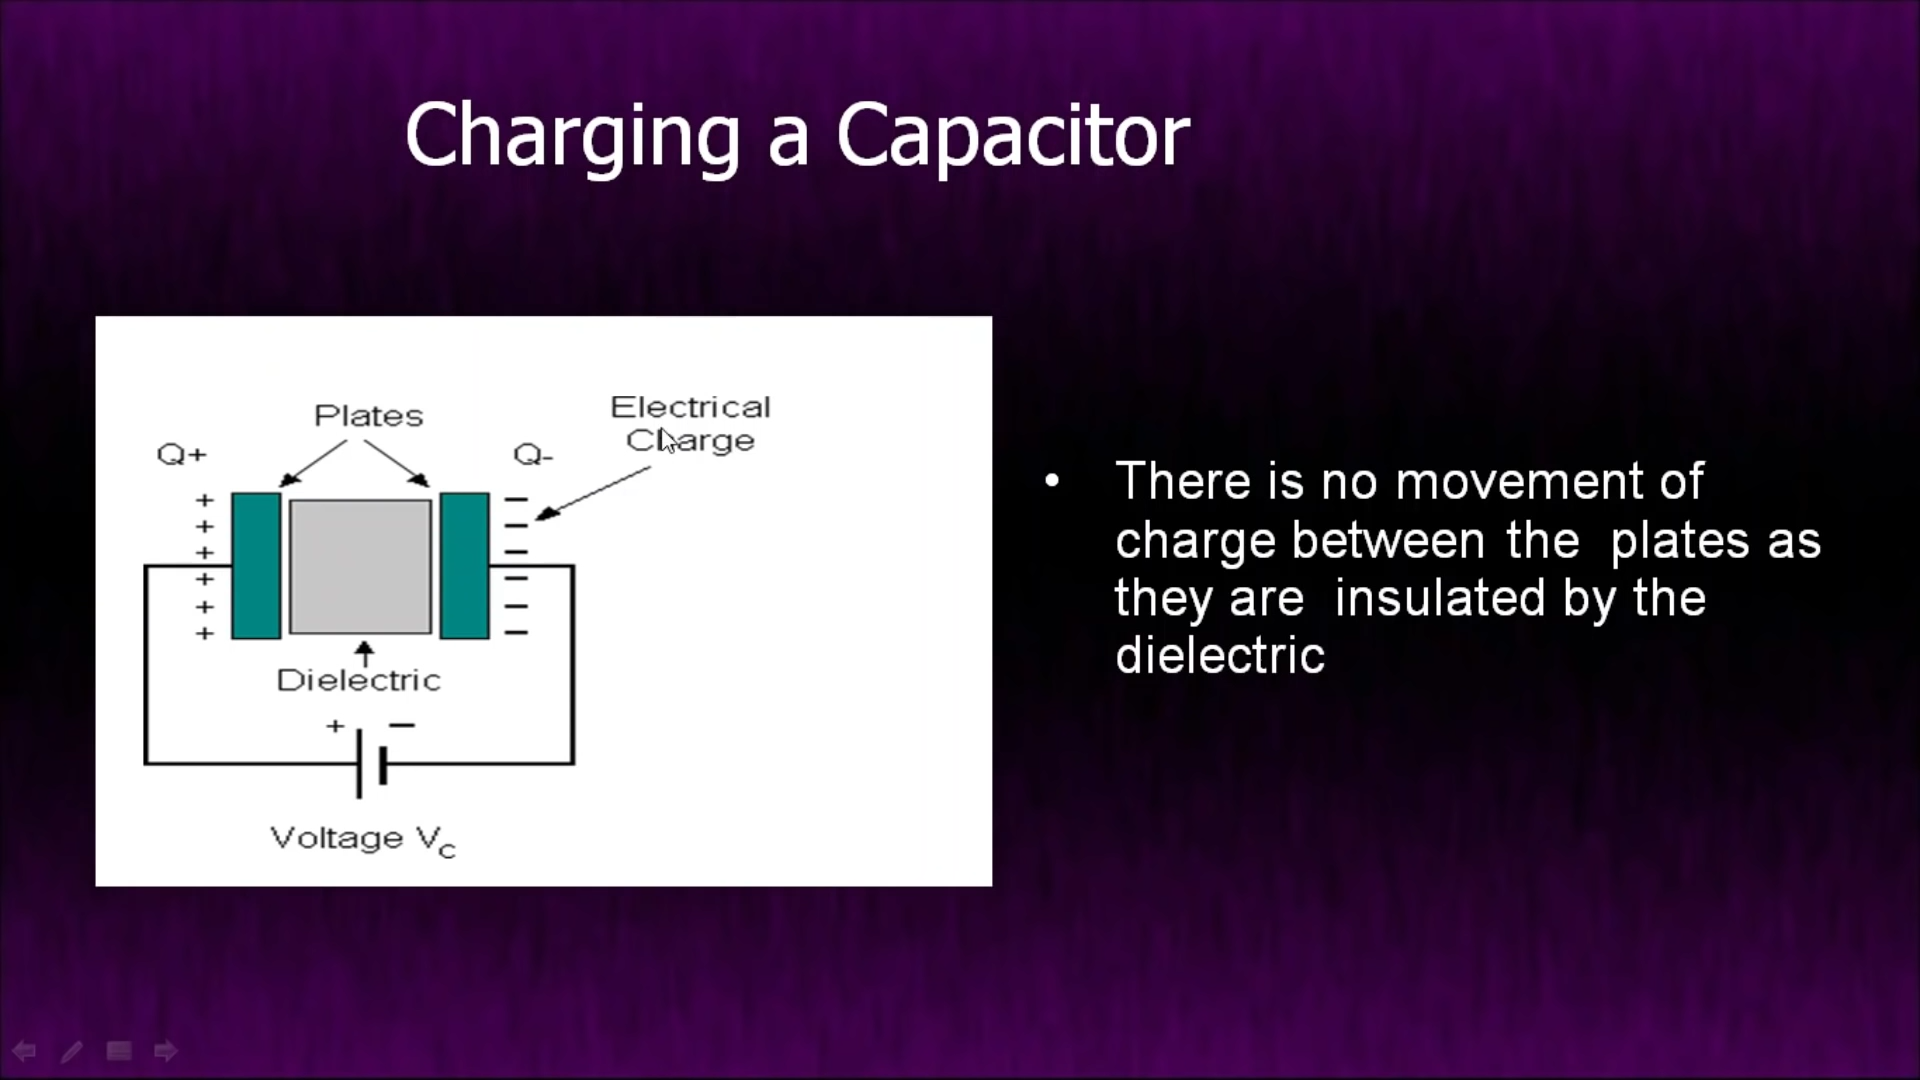 Charging a Capacitor
Plates
Electrical
Charge
Q+
Q-
+ −
+ −
+ −
+ −
+ −
+ −
Dielectric
+ −
Voltage Vc
• There is no movement of
charge between the plates as
they are insulated by the
dielectric